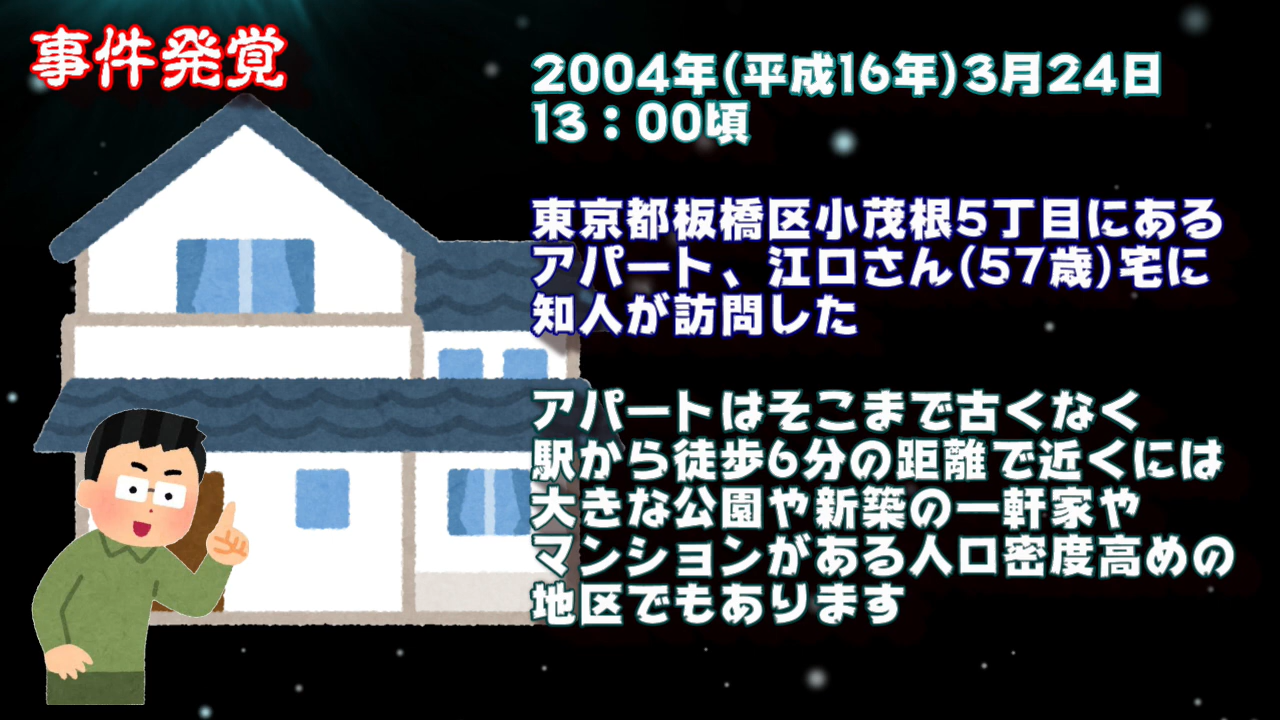 事件発覚
2004年(平成16年)3月24日
13：00頃
東京都板橋区小茂根5丁目にある
アパート、江口さん(57歳)宅に
知人が訪問した
アパートはそこまで古くなく
駅から徒歩6分の距離で近くには
大きな公園や新築の一軒家や
マンションがある人口密度高めの
地区でもあります